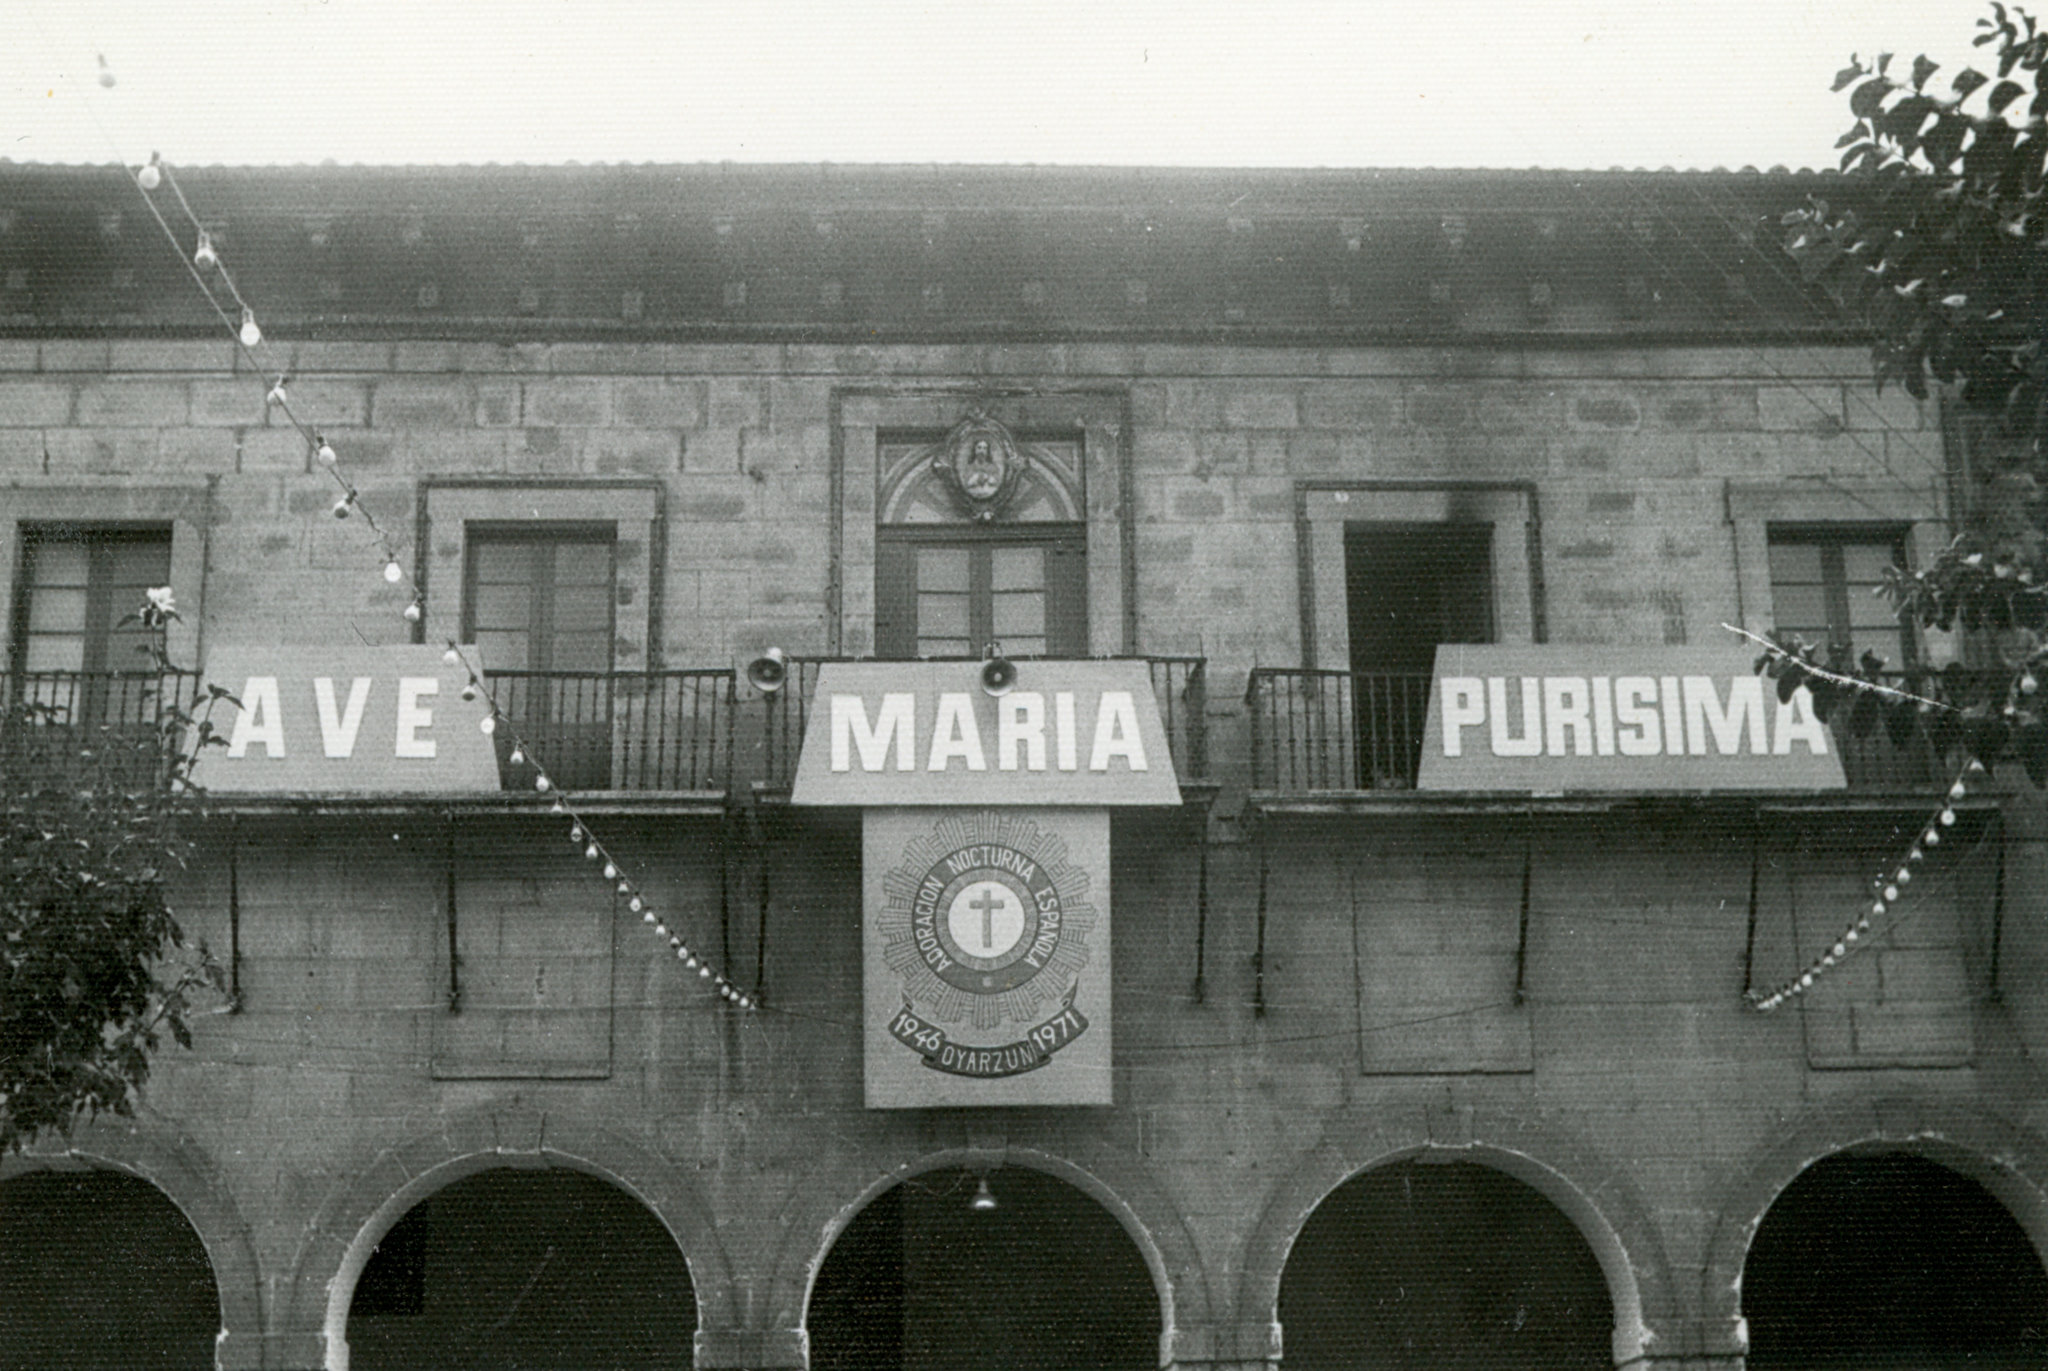 AVE
MARIA
PURISIMA
ADORACION NOCTURNA ESPAÑOLA
1946 OYARZUN 1971